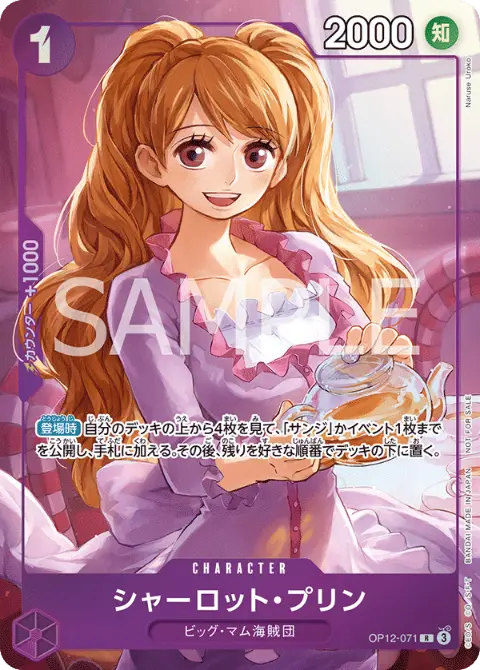 1
2000
知
Naruse Uroko
カウンター+1000
SAMPLE
登場時 自分のデッキの上から4枚を見て、「サンジ」かイベント1枚まで
を公開し、手札に加える。その後、残りを好きな順番でデッキの下に置く。
CHARACTER
シャーロット・プリン
ビッグ・マム海賊団
OP12-071 R 3
BANDAI MADE IN JAPAN NOT FOR SALE